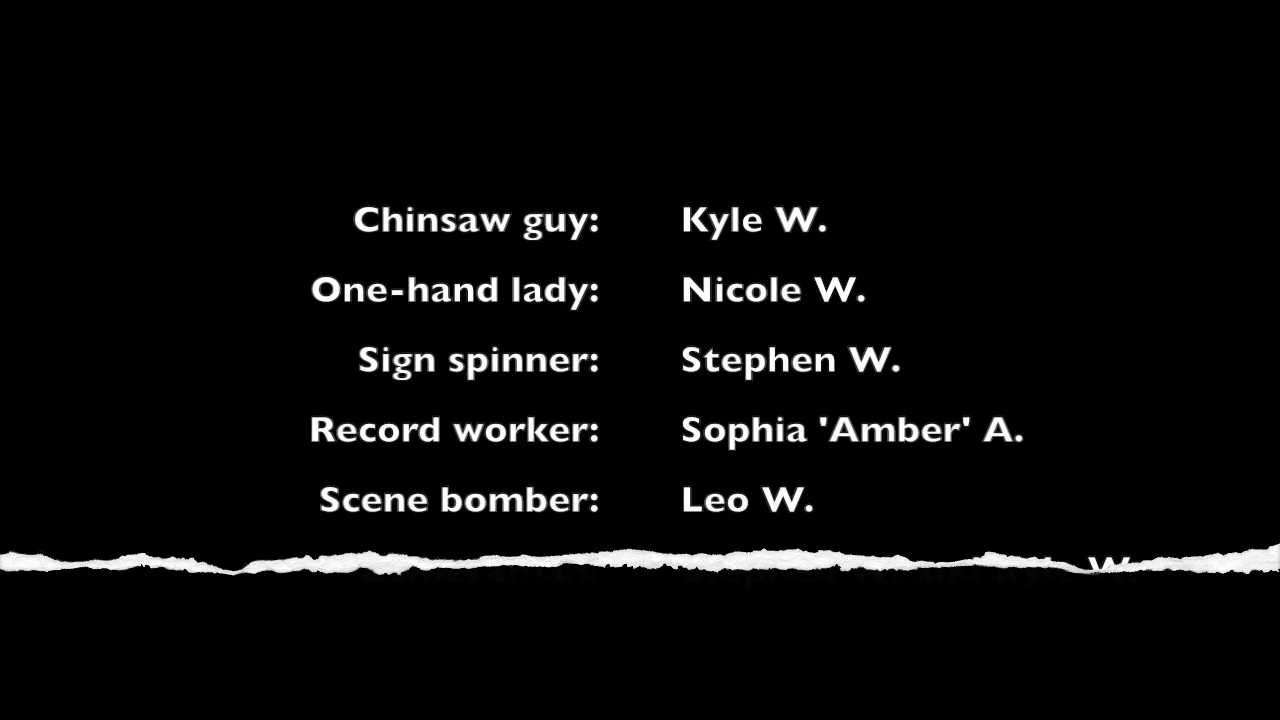 Chinsaw guy: Kyle W.
One-hand lady: Nicole W.
Sign spinner: Stephen W.
Record worker: Sophia 'Amber' A.
Scene bomber: Leo W.